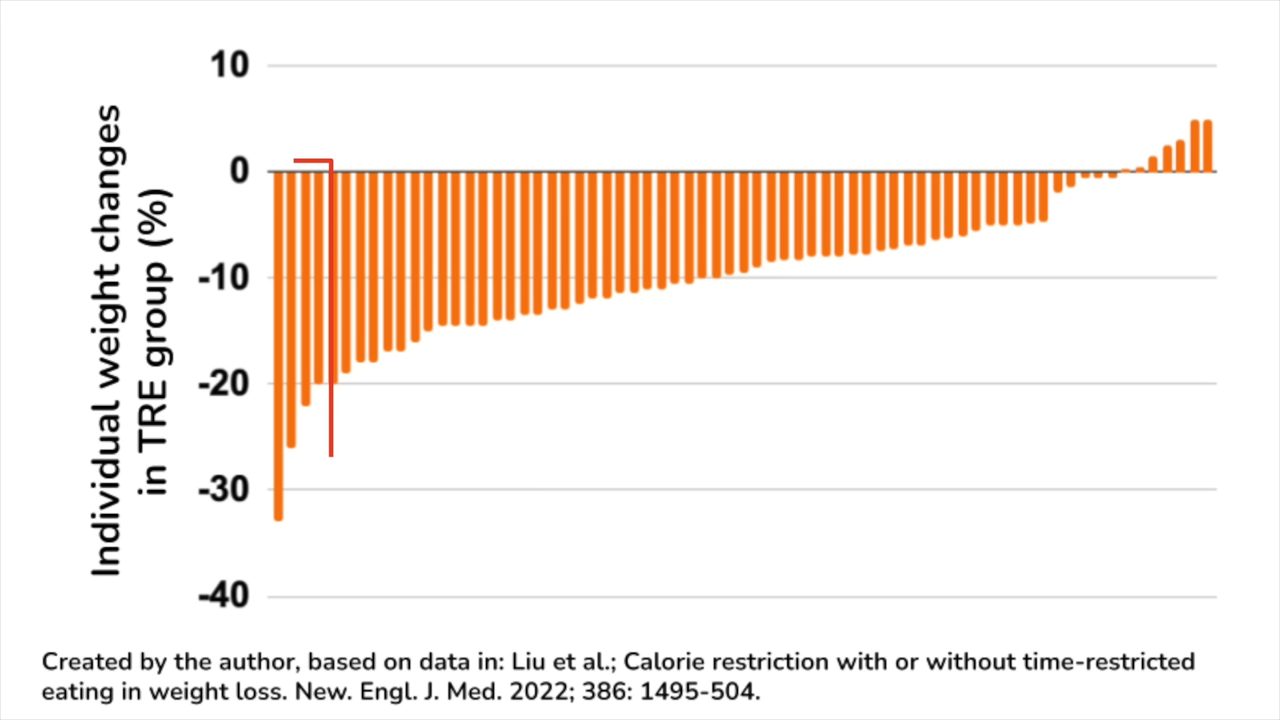 Individual weight changes
in TRE group (%)
10
0
-10
-20
-30
-40
Created by the author, based on data in: Liu et al.; Calorie restriction with or without time-restricted
eating in weight loss. New. Engl. J. Med. 2022; 386: 1495-504.